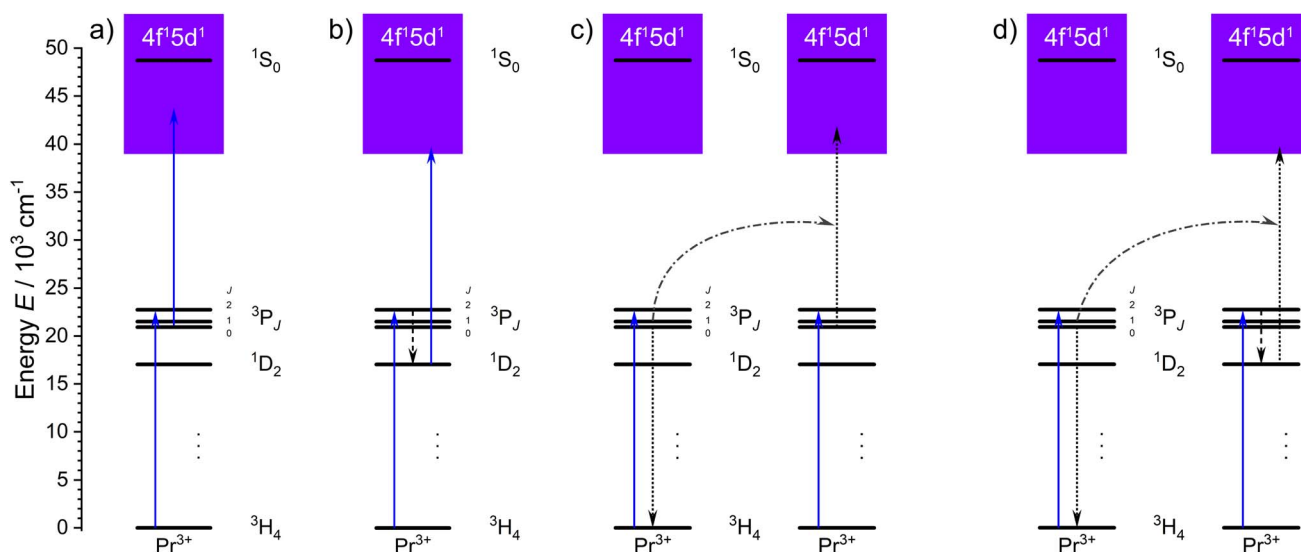 a) b) c) d)
4f¹5d¹ 4f¹5d¹ 4f¹5d¹ 4f¹5d¹ 4f¹5d¹ 4f¹5d¹
¹S₀ ¹S₀ ¹S₀ ¹S₀
Energy E / 10³ cm⁻¹
50
45
40
35
30
25
20
15
10
5
0
J J J J
2 2 2 2
1 1 1 1
0 0 0 0
³P_J ³P_J ³P_J ³P_J
¹D₂ ¹D₂ ¹D₂ ¹D₂
³H₄ ³H₄ ³H₄ ³H₄
Pr³⁺ Pr³⁺ Pr³⁺ Pr³⁺ Pr³⁺ Pr³⁺